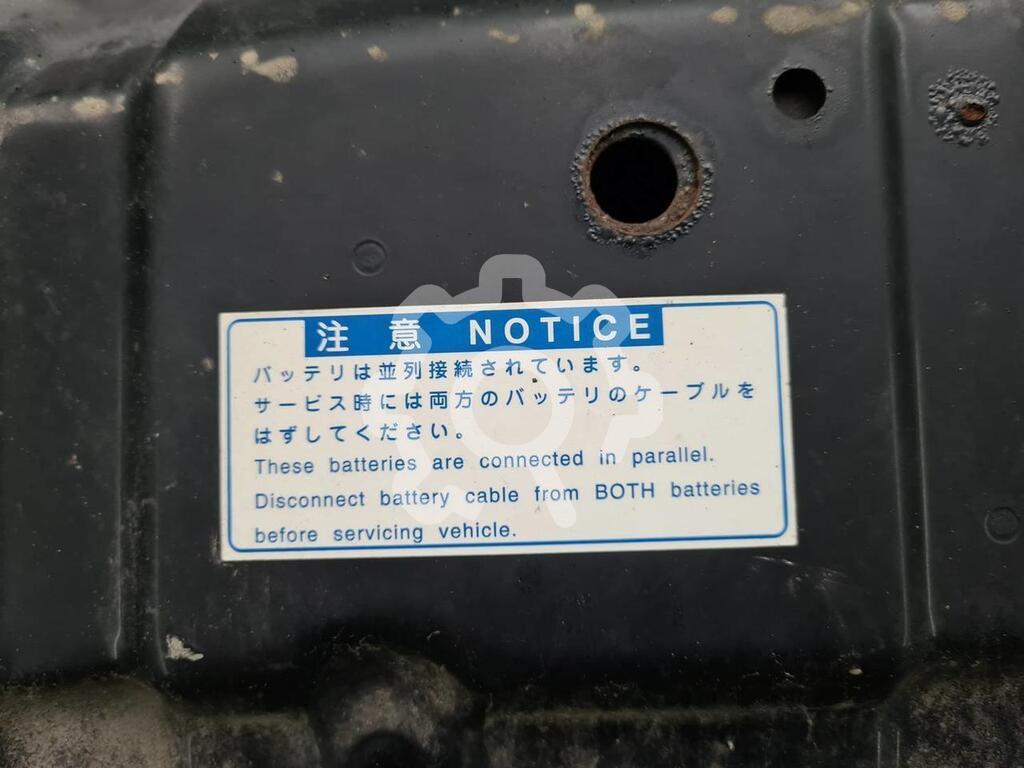 注意 NOTICE
バッテリは並列接続されています。
サービス時には両方のバッテリのケーブルを
はずしてください。
These batteries are connected in parallel.
Disconnect battery cable from BOTH batteries
before servicing vehicle.